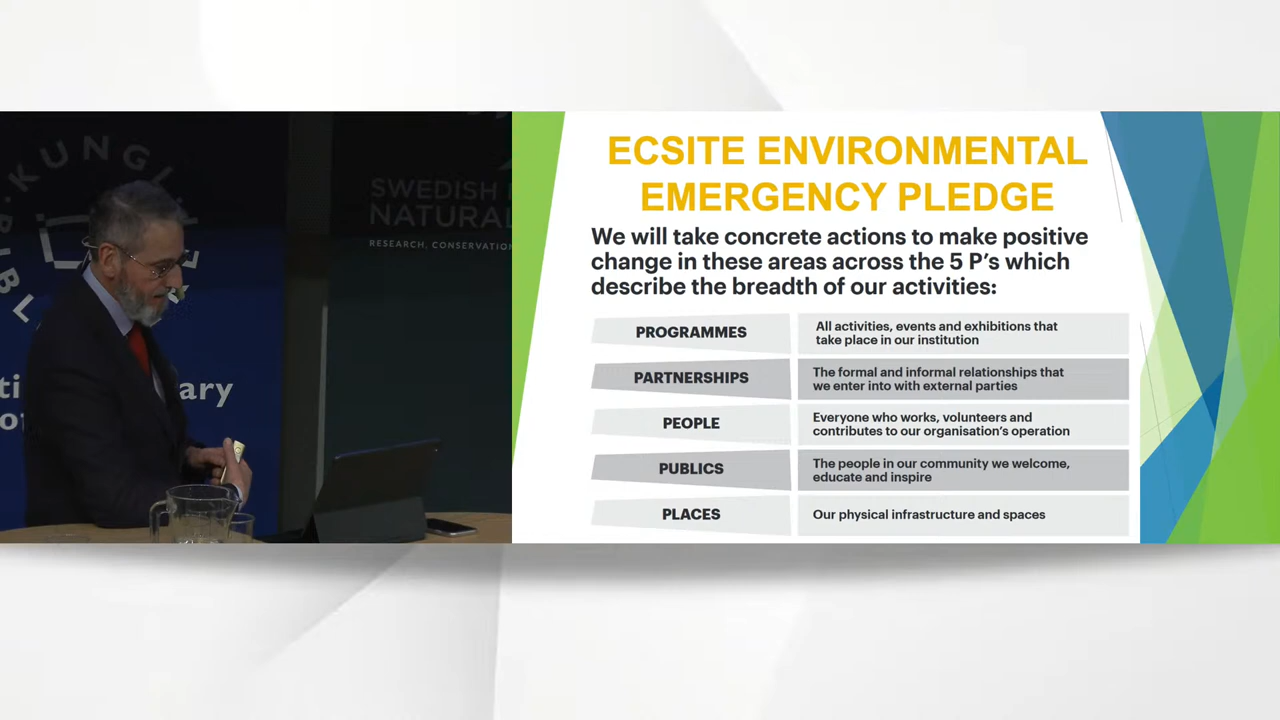 KUNGL
BIBL
SWEDISH
NATURAL
RESEARCH, CONSERVATION
ECSITE ENVIRONMENTAL
EMERGENCY PLEDGE
We will take concrete actions to make positive
change in these areas across the 5 P's which
describe the breadth of our activities:
PROGRAMMES
All activities, events and exhibitions that
take place in our institution
PARTNERSHIPS
The formal and informal relationships that
we enter into with external parties
PEOPLE
Everyone who works, volunteers and
contributes to our organisation's operation
PUBLICS
The people in our community we welcome,
educate and inspire
PLACES
Our physical infrastructure and spaces